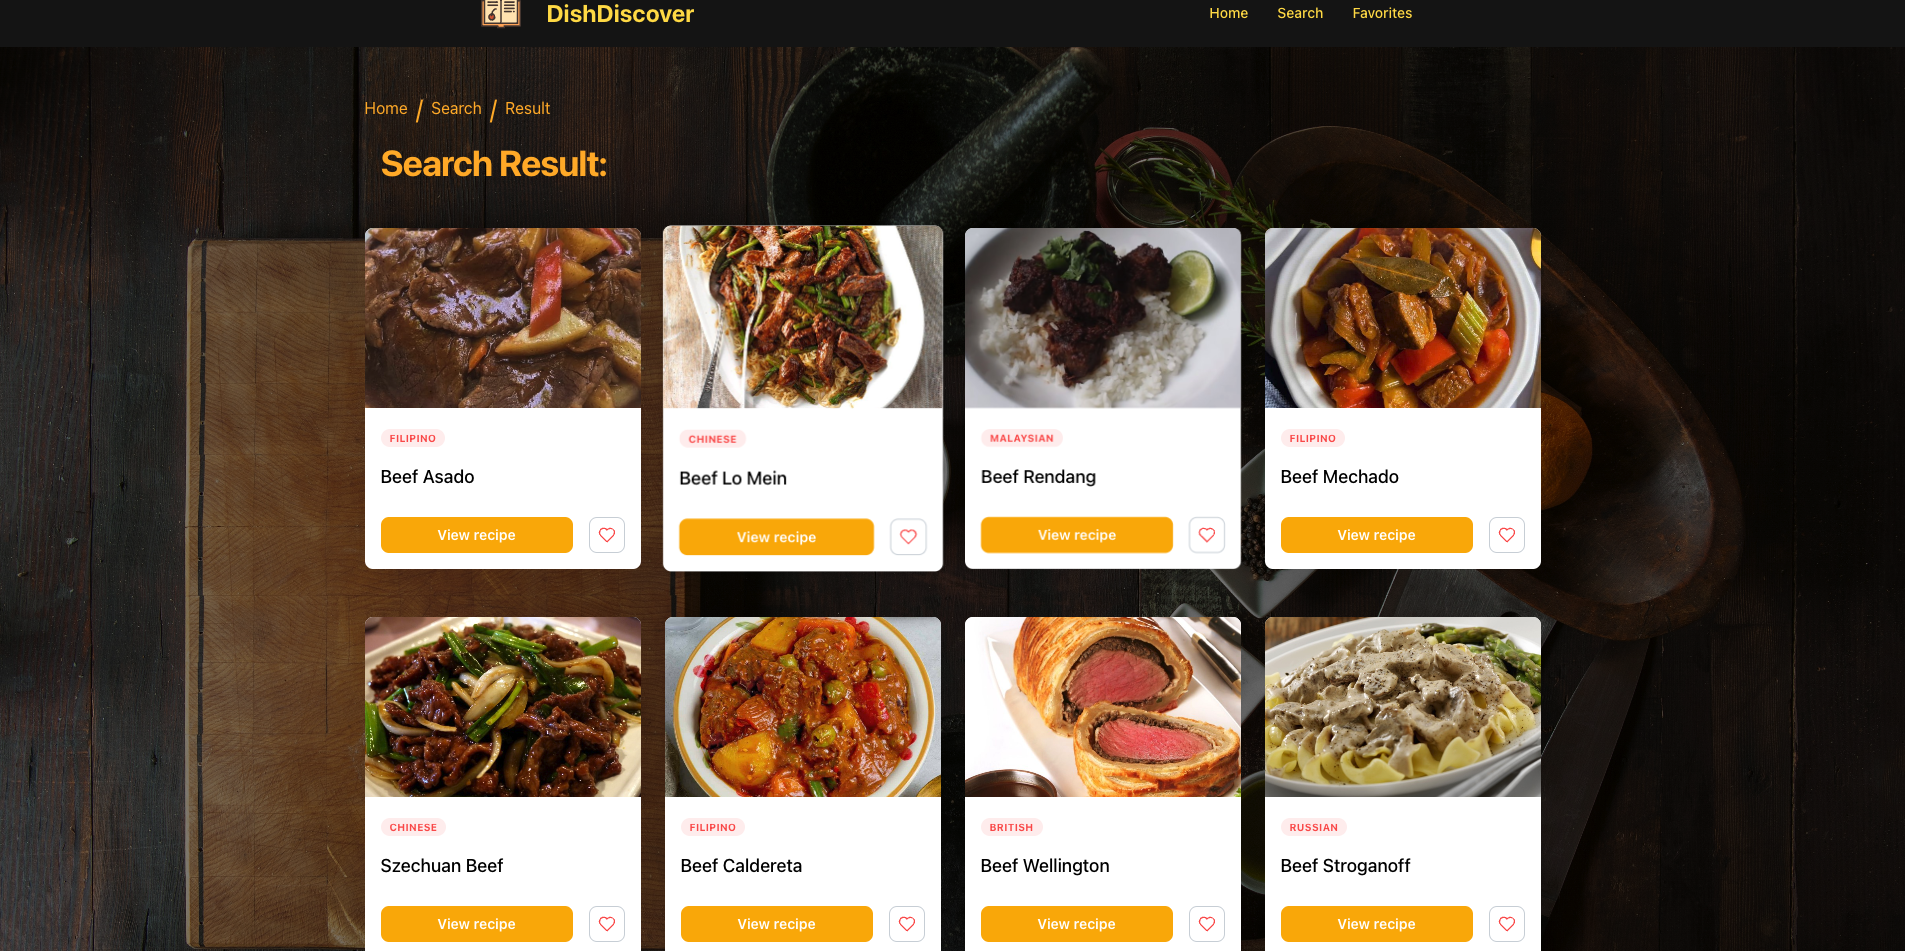 DishDiscover
Home
Search
Favorites
Home / Search / Result
Search Result:
FILIPINO
Beef Asado
View recipe
CHINESE
Beef Lo Mein
View recipe
MALAYSIAN
Beef Rendang
View recipe
FILIPINO
Beef Mechado
View recipe
CHINESE
Szechuan Beef
View recipe
FILIPINO
Beef Caldereta
View recipe
BRITISH
Beef Wellington
View recipe
RUSSIAN
Beef Stroganoff
View recipe